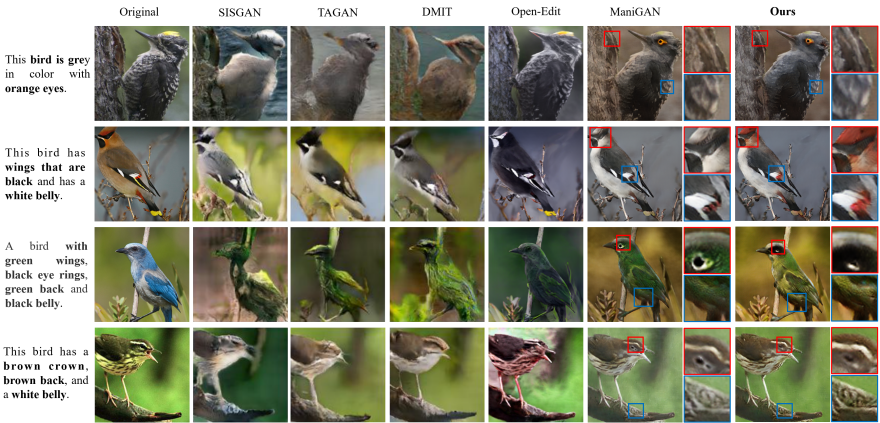 Original SISGAN TAGAN DMIT Open-Edit ManiGAN Ours
This bird is grey
in color with
orange eyes.
This bird has
wings that are
black and has a
white belly.
A bird with
green wings,
black eye rings,
green back and
black belly.
This bird has a
brown crown,
brown back, and
a white belly.